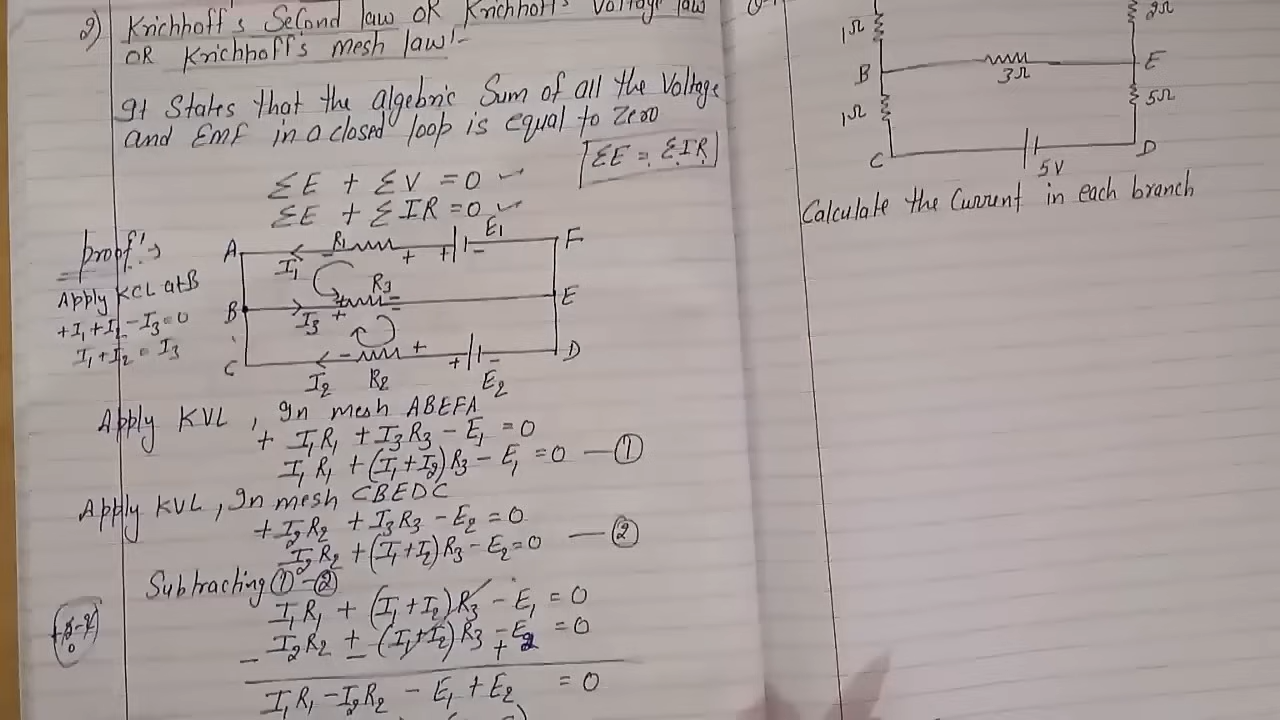 2) Krichhoff's Second law OR Krichhoff's Voltage law
OR Krichhoff's mesh law:-
It States that the algebric Sum of all the Voltage
and EMF in a closed loop is equal to Zero
ΣE = ΣIR
ΣE + ΣV = 0
ΣE + ΣIR = 0
proof:→
Apply KCL at B
+I₁+I₂-I₃=0
I₁+I₂=I₃
A I₁ R₁ + + E₁ - F
B I₃ + R₃ - E
C I₂ - R₂ + + E₂ - D
Apply KVL, In mesh ABEFA
+ I₁R₁ + I₃R₃ - E₁ = 0
I₁R₁ + (I₁+I₂)R₃ - E₁ = 0 — ①
Apply KVL, In mesh CBEDC
+ I₂R₂ + I₃R₃ - E₂ = 0
I₂R₂ + (I₁+I₂)R₃ - E₂ = 0 — ②
Subtracting ① - ②
I₁R₁ + (I₁+I₂)R₃ - E₁ = 0
- I₂R₂ ± (I₁+I₂)R₃ - E₂ = 0
+
I₁R₁ - I₂R₂ - E₁ + E₂ = 0
1Ω 2Ω
B 3Ω E
1Ω 5Ω
C 5V D
Calculate the Current in each branch